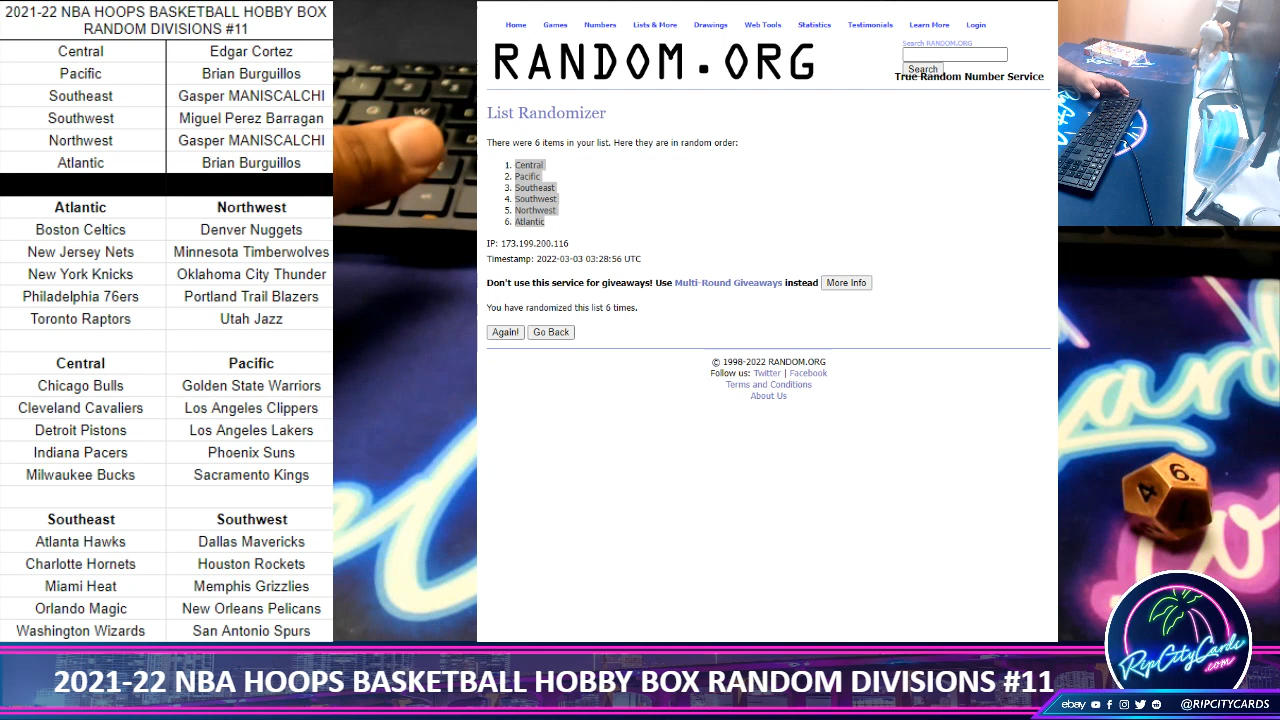 2021-22 NBA HOOPS BASKETBALL HOBBY BOX
RANDOM DIVISIONS #11
Central Edgar Cortez
Pacific Brian Burguillos
Southeast Gasper MANISCALCHI
Southwest Miguel Perez Barragan
Northwest Gasper MANISCALCHI
Atlantic Brian Burguillos
Atlantic Northwest
Boston Celtics Denver Nuggets
New Jersey Nets Minnesota Timberwolves
New York Knicks Oklahoma City Thunder
Philadelphia 76ers Portland Trail Blazers
Toronto Raptors Utah Jazz
Central Pacific
Chicago Bulls Golden State Warriors
Cleveland Cavaliers Los Angeles Clippers
Detroit Pistons Los Angeles Lakers
Indiana Pacers Phoenix Suns
Milwaukee Bucks Sacramento Kings
Southeast Southwest
Atlanta Hawks Dallas Mavericks
Charlotte Hornets Houston Rockets
Miami Heat Memphis Grizzlies
Orlando Magic New Orleans Pelicans
Washington Wizards San Antonio Spurs
Home Games Numbers Lists & More Drawings Web Tools Statistics Testimonials Learn More Login
RANDOM.ORG
Search RANDOM.ORG
Search
True Random Number Service
List Randomizer
There were 6 items in your list. Here they are in random order:
1. Central
2. Pacific
3. Southeast
4. Southwest
5. Northwest
6. Atlantic
IP: 173.199.200.116
Timestamp: 2022-03-03 03:28:56 UTC
Don't use this service for giveaways! Use Multi-Round Giveaways instead More Info
You have randomized this list 6 times.
Again! Go Back
© 1998-2022 RANDOM.ORG
Follow us: Twitter | Facebook
Terms and Conditions
About Us
W
6.
4
RipCityCards
.com
2021-22 NBA HOOPS BASKETBALL HOBBY BOX RANDOM DIVISIONS #11
ebay @RIPCITYCARDS